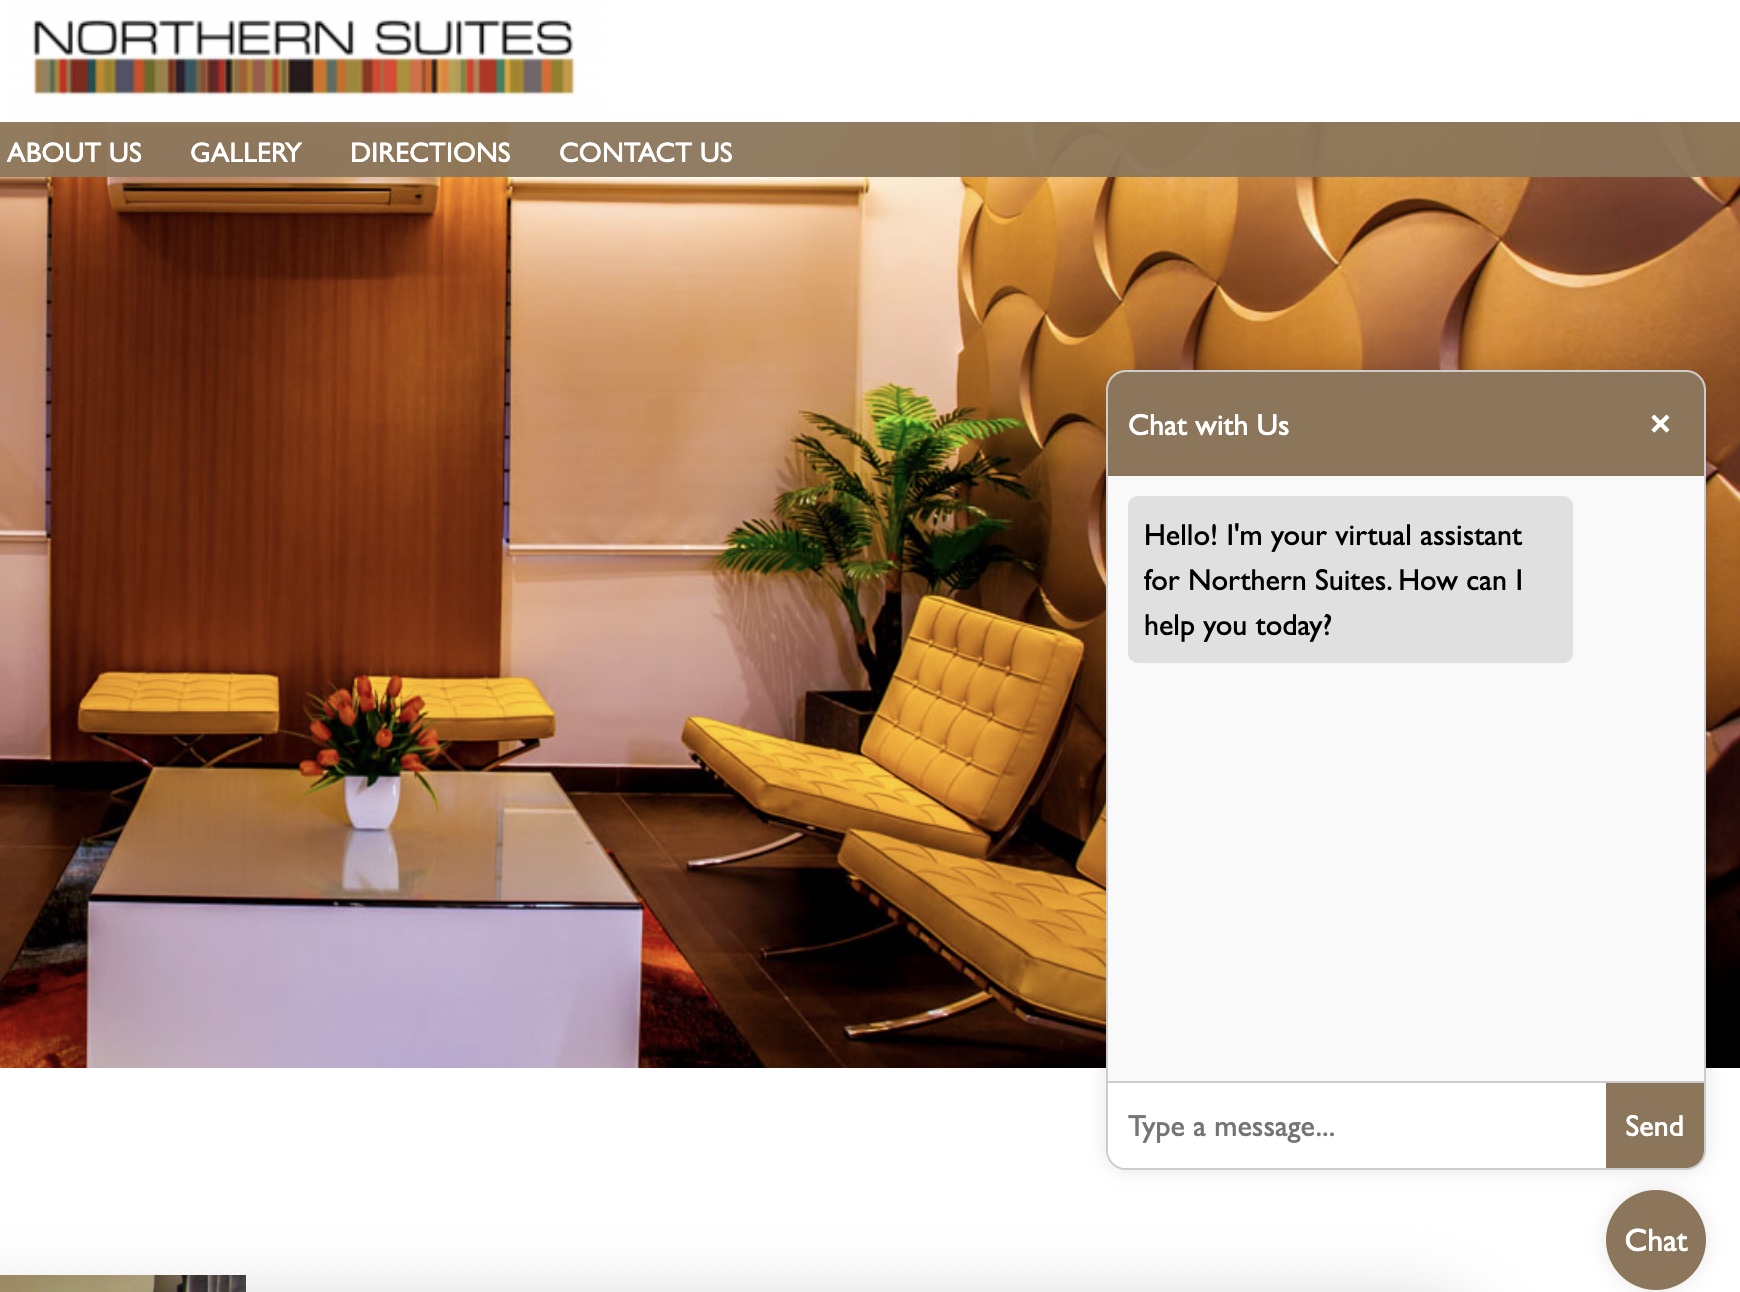 NORTHERN SUITES
ABOUT US GALLERY DIRECTIONS CONTACT US
Chat with Us ×
Hello! I'm your virtual assistant
for Northern Suites. How can I
help you today?
Type a message...
Send
Chat